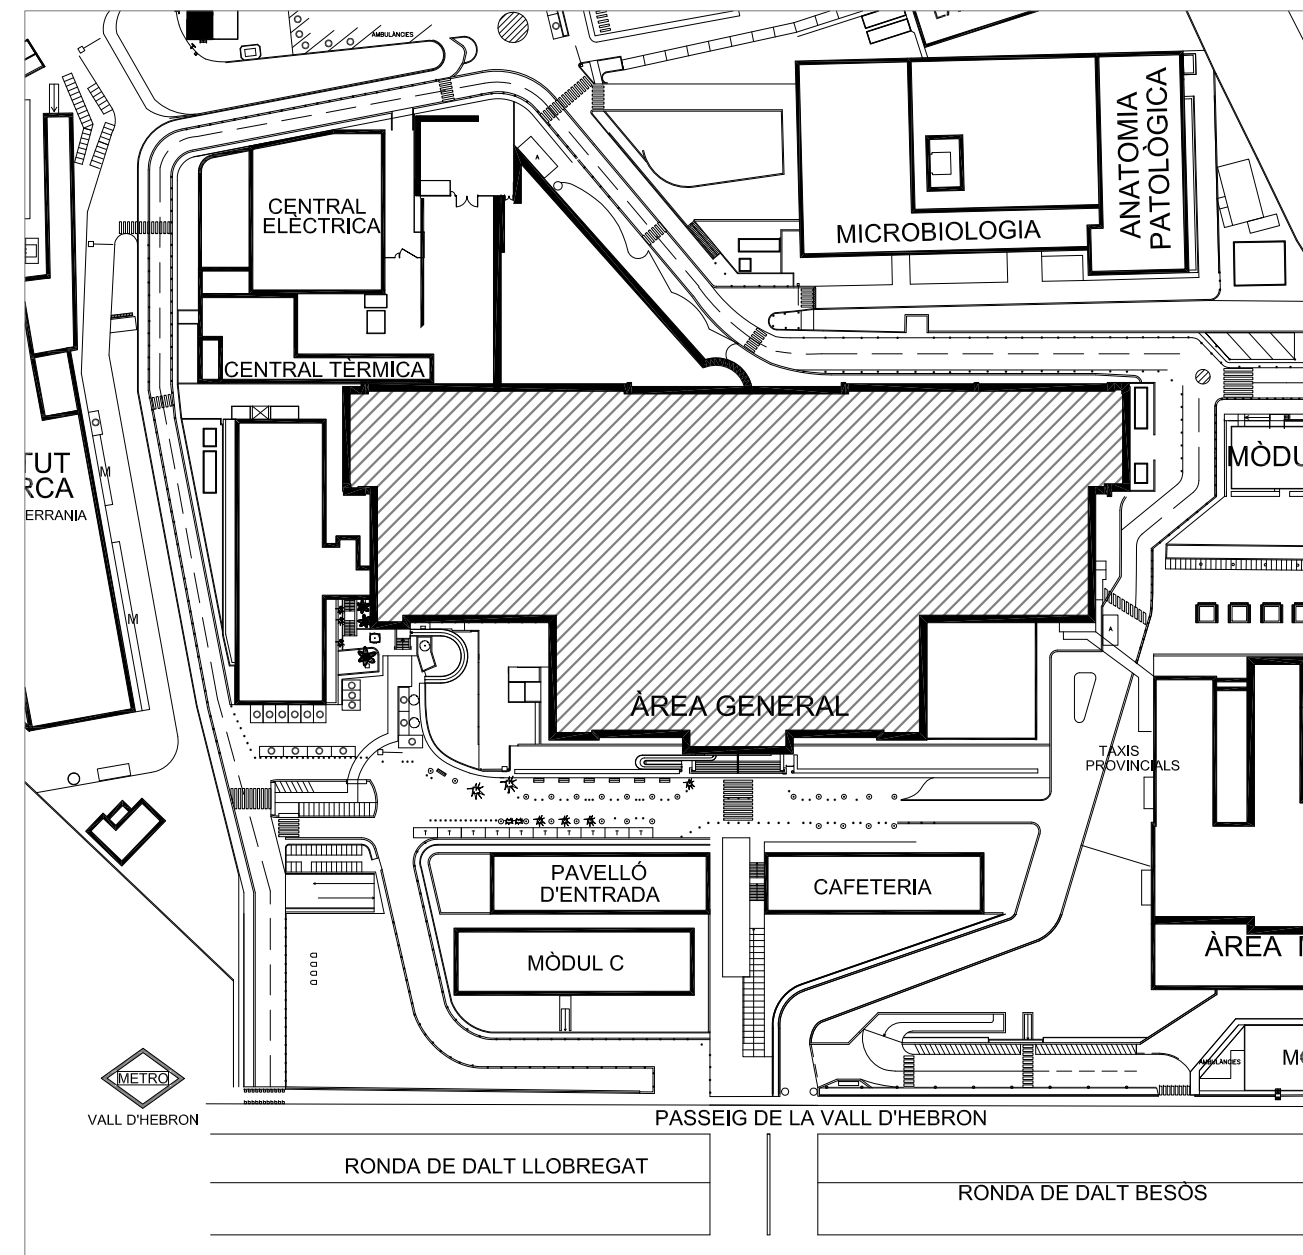 AMBULÀNCIES
ANATOMIA
PATOLÒGICA
A
CENTRAL
ELÈCTRICA
MICROBIOLOGIA
CENTRAL TÈRMICA
TUT
RCA
ERRANIA
M
M
MÒDU
A
ÀREA GENERAL
TAXIS
PROVINCIALS
T T T T T T T T T T
PAVELLÓ
D'ENTRADA
CAFETERIA
MÒDUL C
ÀREA
METRO
VALL D'HEBRON
AMBULÀNCIES
PASSEIG DE LA VALL D'HEBRON
RONDA DE DALT LLOBREGAT
RONDA DE DALT BESÒS